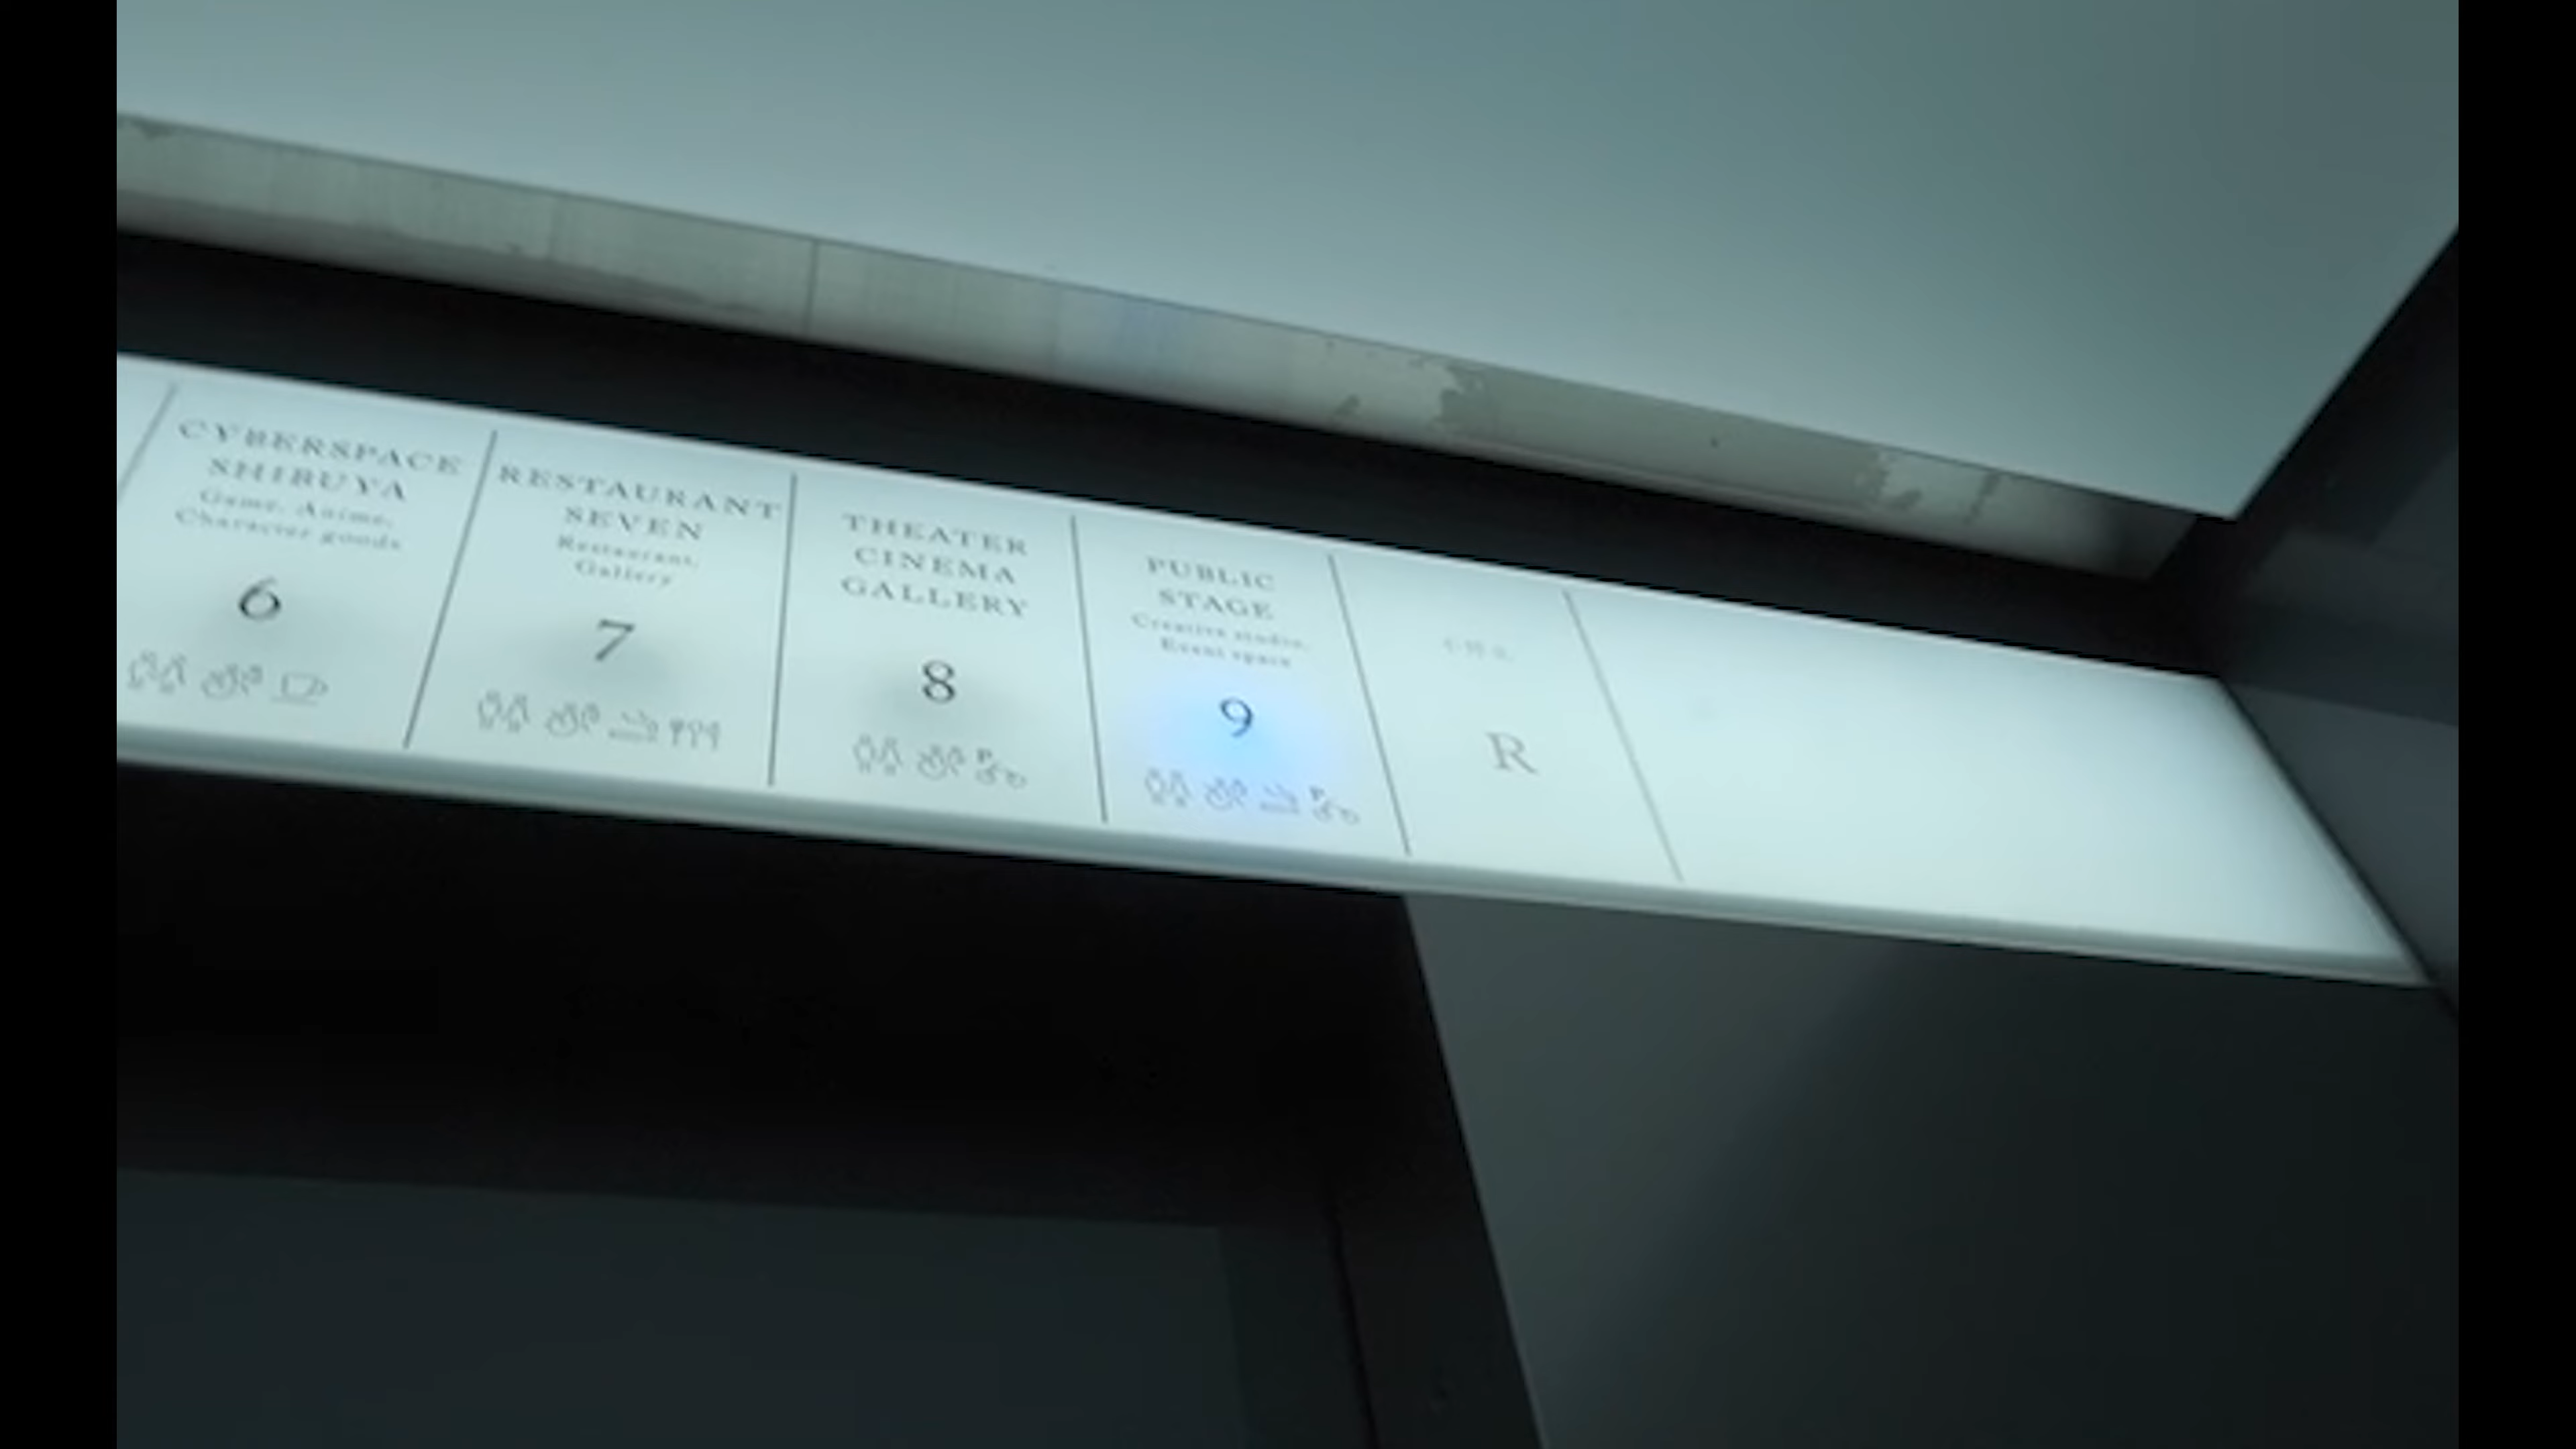 CYBERSPACE
SHIBUYA
Game, Anime,
Character goods
6
RESTAURANT
SEVEN
Restaurant,
Gallery
7
THEATER
CINEMA
GALLERY
8
P
PUBLIC
STAGE
Creative studio,
Event space
9
P
R